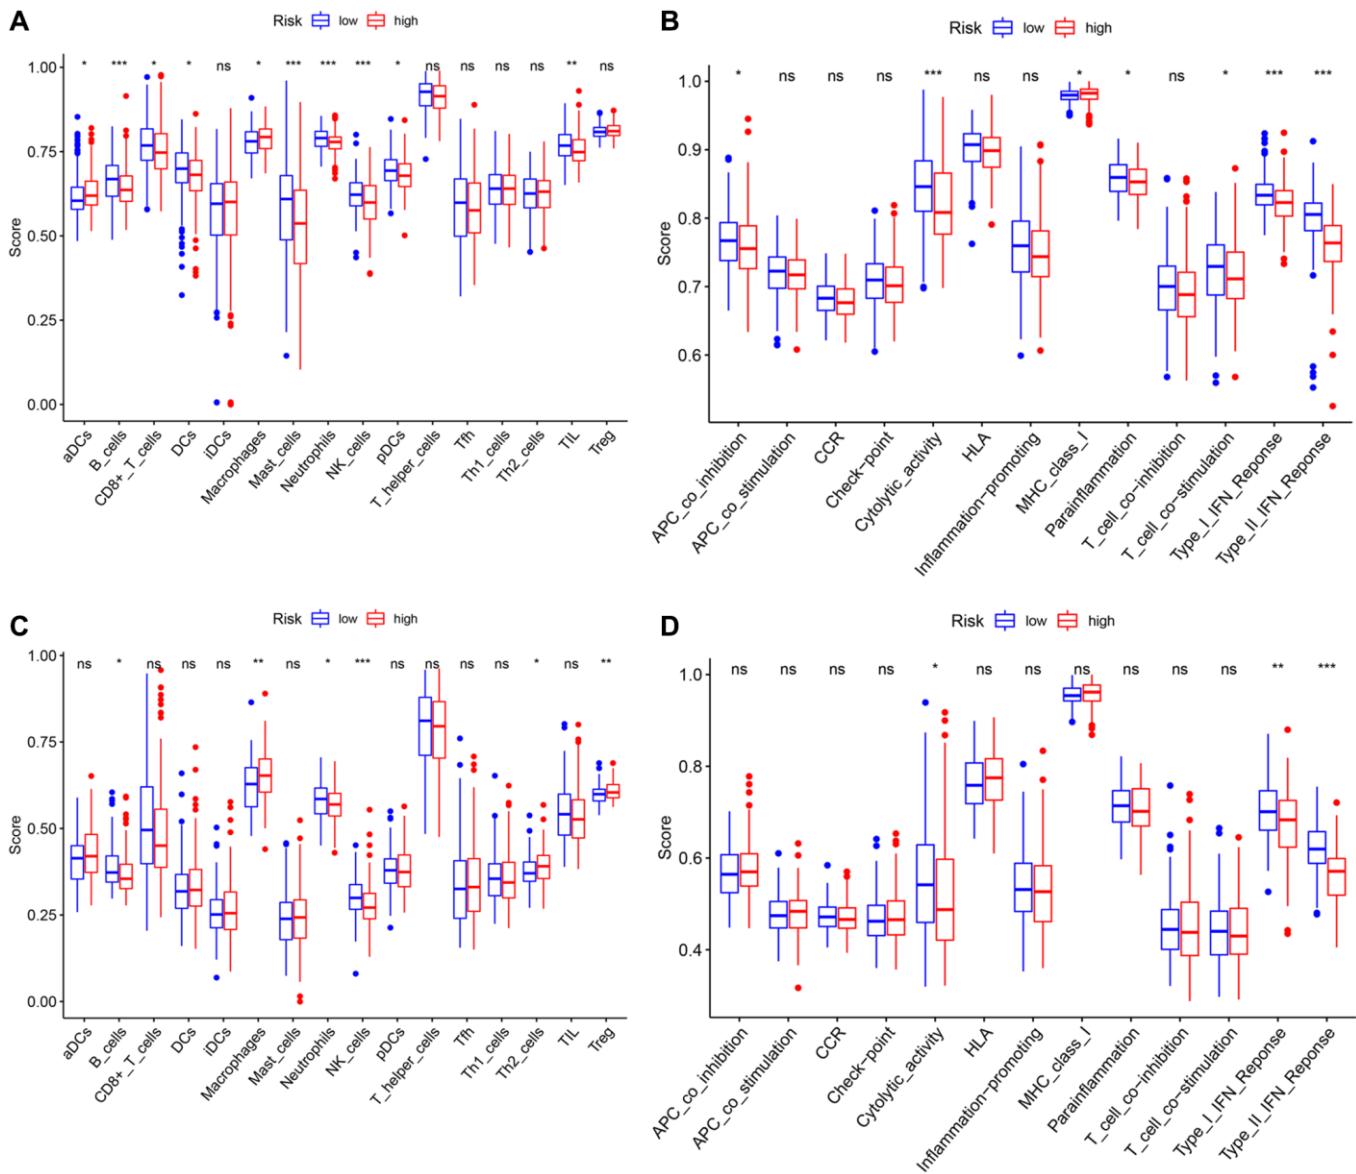 A
Risk low high
1.00
0.75
0.50
0.25
0.00
Score
* *** * * ns * *** *** *** * ns ns ns ns ** ns
aDCs
B_cells
CD8+_T_cells
DCs
iDCs
Macrophages
Mast_cells
Neutrophils
NK_cells
pDCs
T_helper_cells
Tfh
Th1_cells
Th2_cells
TIL
Treg
B
Risk low high
1.0
0.9
0.8
0.7
0.6
Score
* ns ns ns *** ns ns * * ns * *** ***
APC_co_inhibition
APC_co_stimulation
CCR
Check-point
Cytolytic_activity
HLA
Inflammation-promoting
MHC_class_I
Parainflammation
T_cell_co-inhibition
T_cell_co-stimulation
Type_I_IFN_Reponse
Type_II_IFN_Reponse
C
Risk low high
1.00
0.75
0.50
0.25
0.00
Score
ns * ns ns ns ** ns * *** ns ns ns ns * ns **
aDCs
B_cells
CD8+_T_cells
DCs
iDCs
Macrophages
Mast_cells
Neutrophils
NK_cells
pDCs
T_helper_cells
Tfh
Th1_cells
Th2_cells
TIL
Treg
D
Risk low high
1.0
0.8
0.6
0.4
Score
ns ns ns ns * ns ns ns ns ns ns ** ***
APC_co_inhibition
APC_co_stimulation
CCR
Check-point
Cytolytic_activity
HLA
Inflammation-promoting
MHC_class_I
Parainflammation
T_cell_co-inhibition
T_cell_co-stimulation
Type_I_IFN_Reponse
Type_II_IFN_Reponse